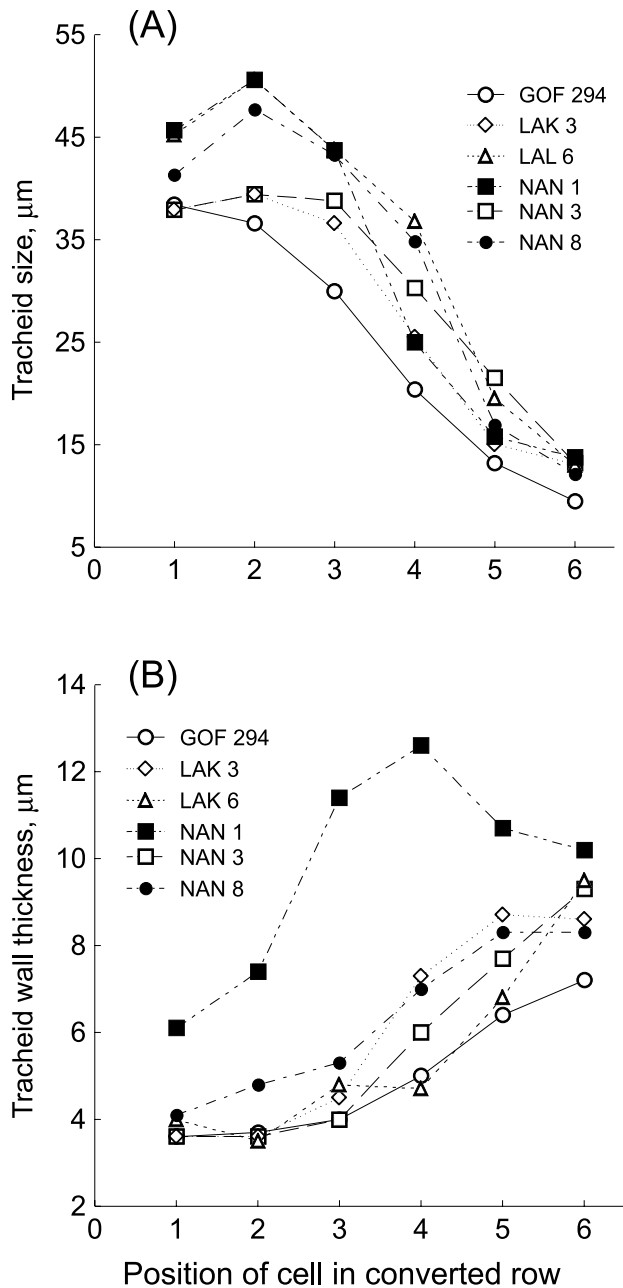 (A)
55
45
35
25
15
5
Tracheid size, μm
GOF 294
LAK 3
LAL 6
NAN 1
NAN 3
NAN 8
0 1 2 3 4 5 6
(B)
14
12
10
8
6
4
2
Tracheid wall thickness, μm
GOF 294
LAK 3
LAK 6
NAN 1
NAN 3
NAN 8
0 1 2 3 4 5 6
Position of cell in converted row